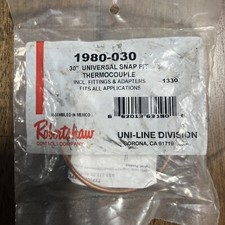 1980-030
30" UNIVERSAL SNAP FIT
THERMOCOUPLE
INCL. FITTINGS & ADAPTERS 1330
FITS ALL APPLICATIONS
ASSEMBLED IN MEXICO
Robertshaw
UNI-LINE DIVISION
CORONA, CA 91719